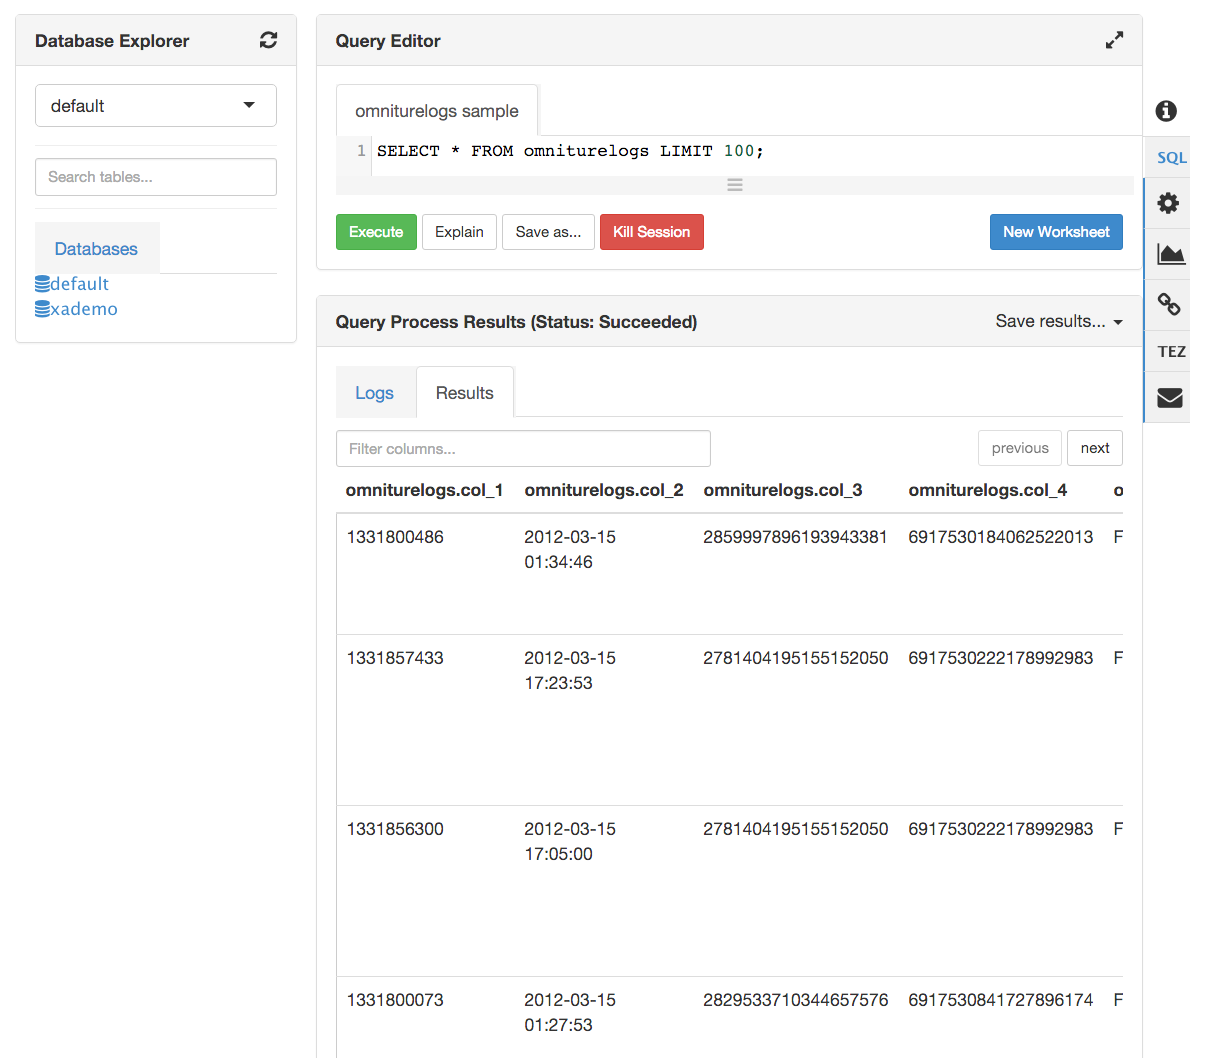 Database Explorer
default
Search tables...
Databases
default
xademo
Query Editor
omniturelogs sample
1 SELECT * FROM omniturelogs LIMIT 100;
Execute Explain Save as... Kill Session New Worksheet
Query Process Results (Status: Succeeded) Save results...
Logs Results
Filter columns... previous next
omniturelogs.col_1 omniturelogs.col_2 omniturelogs.col_3 omniturelogs.col_4 o
1331800486 2012-03-15 2859997896193943381 6917530184062522013 F
01:34:46
1331857433 2012-03-15 2781404195155152050 6917530222178992983 F
17:23:53
1331856300 2012-03-15 2781404195155152050 6917530222178992983 F
17:05:00
1331800073 2012-03-15 2829533710344657576 6917530841727896174 F
01:27:53
SQL
TEZ